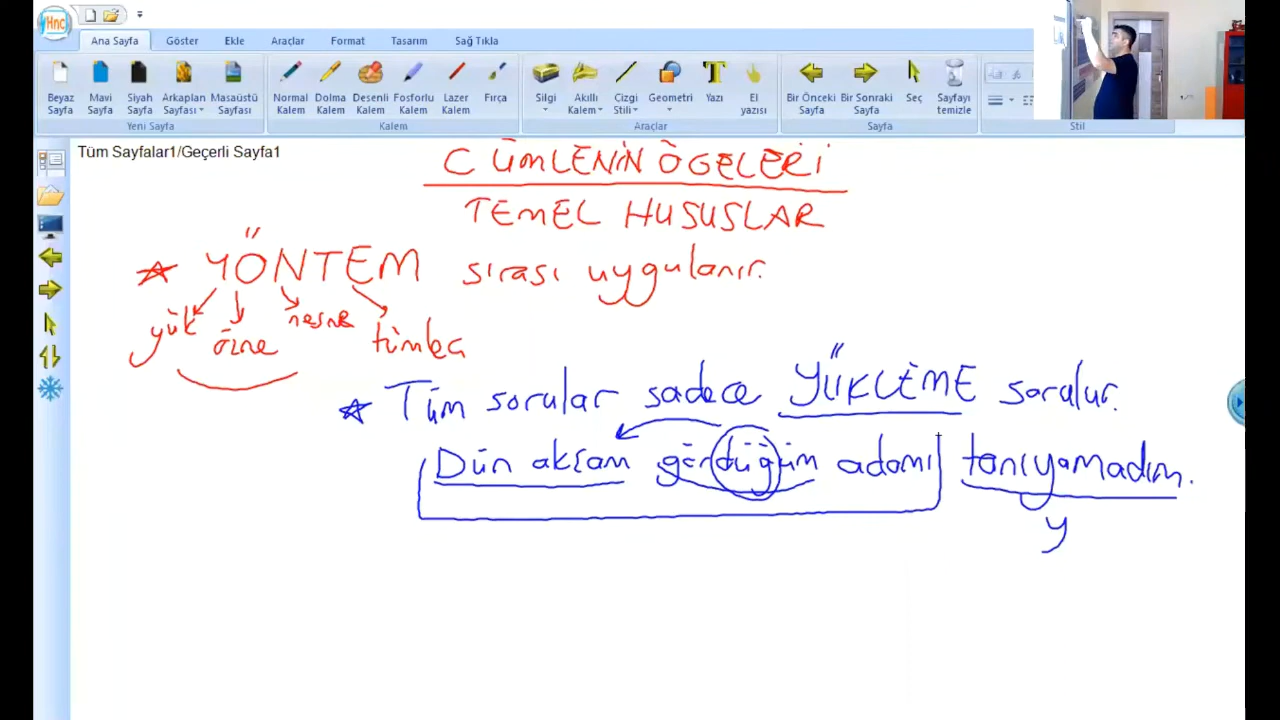 Hnc
Ana Sayfa Göster Ekle Araçlar Format Tasarım Sağ Tıkla
Beyaz Sayfa Mavi Sayfa Siyah Sayfa Arkaplan Sayfası Masaüstü Sayfa Normal Kalem Dolma Kalem Desenli Kalem Fosforlu Kalem Lazer Kalem Fırça Silgi Akıllı Kalem Çizgi Stili Geometri Yazı El yazısı Bir Önceki Sayfa Bir Sonraki Sayfa Seç Sayfayı temizle
Yeni Sayfa Kalem Araçlar Sayfa Stil
Tüm Sayfalar1/Geçerli Sayfa1
CÜMLENİN ÖGELERİ
TEMEL HUSUSLAR
YÖNTEM sırası uygulanır.
yük özne nesne tümleç
Tüm sorular sadece YÜKLEME sorulur.
Dün akşam gördüğüm adamı tanıyamadım.
y